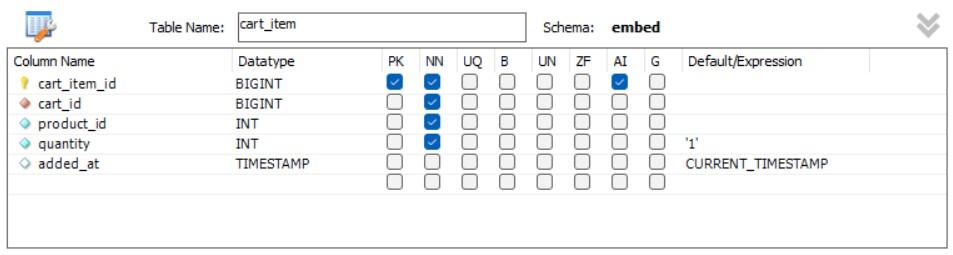 Table Name: cart_item Schema: embed
Column Name Datatype PK NN UQ B UN ZF AI G Default/Expression
cart_item_id BIGINT
cart_id BIGINT
product_id INT
quantity INT '1'
added_at TIMESTAMP CURRENT_TIMESTAMP